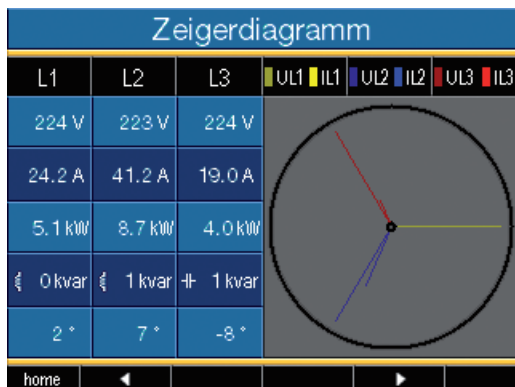 Zeigerdiagramm
L1 L2 L3 UL1 IL1 UL2 IL2 UL3 IL3
224 V 223 V 224 V
24.2 A 41.2 A 19.0 A
5.1 kW 8.7 kW 4.0 kW
0 kvar 1 kvar 1 kvar
2 ° 7 ° -8 °
home